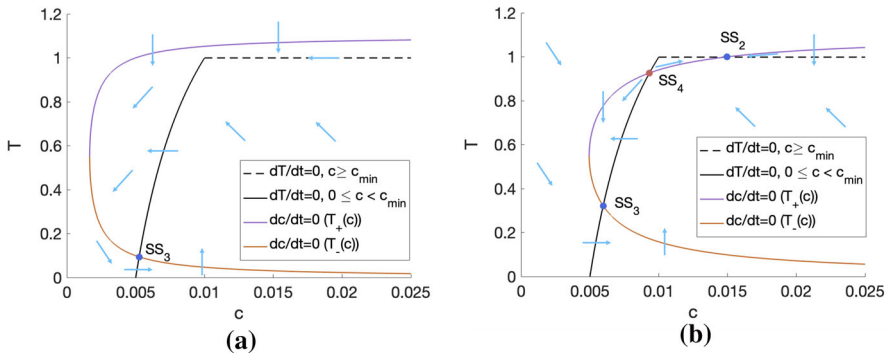 1.2
1
0.8
0.6
0.4
0.2
0
T
SS₃
dT/dt=0, c≥ c_min
dT/dt=0, 0 ≤ c < c_min
dc/dt=0 (T₊(c))
dc/dt=0 (T₋(c))
0 0.005 0.01 0.015 0.02 0.025
c
(a)
1.2
1
0.8
0.6
0.4
0.2
0
T
SS₂
SS₄
SS₃
dT/dt=0, c≥ c_min
dT/dt=0, 0 ≤ c < c_min
dc/dt=0 (T₊(c))
dc/dt=0 (T₋(c))
0 0.005 0.01 0.015 0.02 0.025
c
(b)